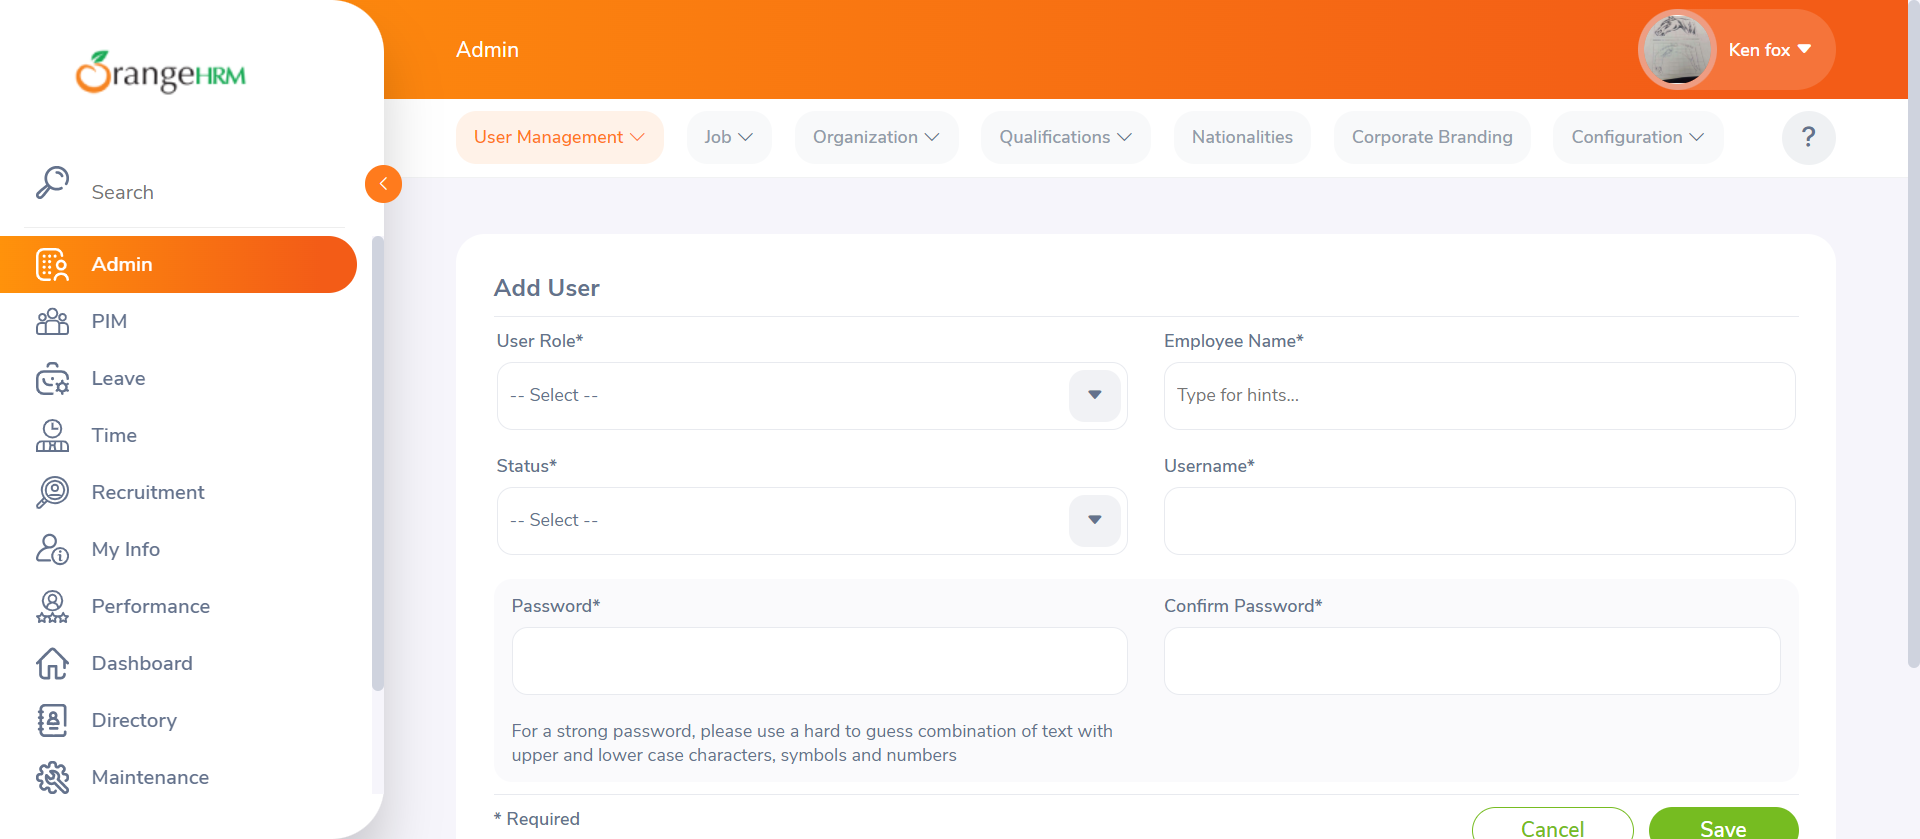 OrangeHRM
Search
Admin
PIM
Leave
Time
Recruitment
My Info
Performance
Dashboard
Directory
Maintenance
Admin
Ken fox
User Management
Job
Organization
Qualifications
Nationalities
Corporate Branding
Configuration
?
Add User
User Role*
-- Select --
Employee Name*
Type for hints...
Status*
-- Select --
Username*
Password*
Confirm Password*
For a strong password, please use a hard to guess combination of text with
upper and lower case characters, symbols and numbers
* Required
Cancel
Save